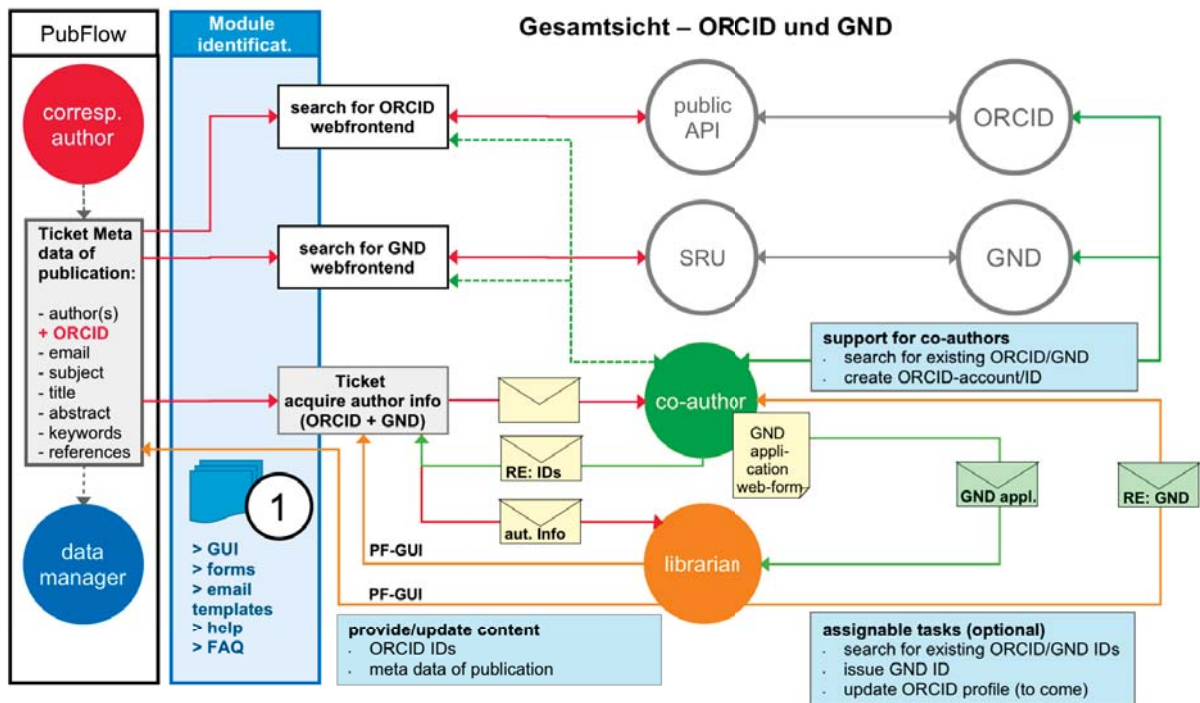 PubFlow
Module
identificat.
Gesamtsicht – ORCID und GND
corresp.
author
search for ORCID
webfrontend
public
API
ORCID
Ticket Meta
data of
publication:
- author(s)
+ ORCID
- email
- subject
- title
- abstract
- keywords
- references
search for GND
webfrontend
SRU
GND
support for co-authors
· search for existing ORCID/GND
· create ORCID-account/ID
Ticket
acquire author info
(ORCID + GND)
co-author
RE: IDs
GND
appli-
cation
web-form
GND appl.
RE: GND
1
aut. Info
data
manager
> GUI
> forms
> email
templates
> help
> FAQ
PF-GUI
librarian
PF-GUI
provide/update content
· ORCID IDs
· meta data of publication
assignable tasks (optional)
· search for existing ORCID/GND IDs
· issue GND ID
· update ORCID profile (to come)